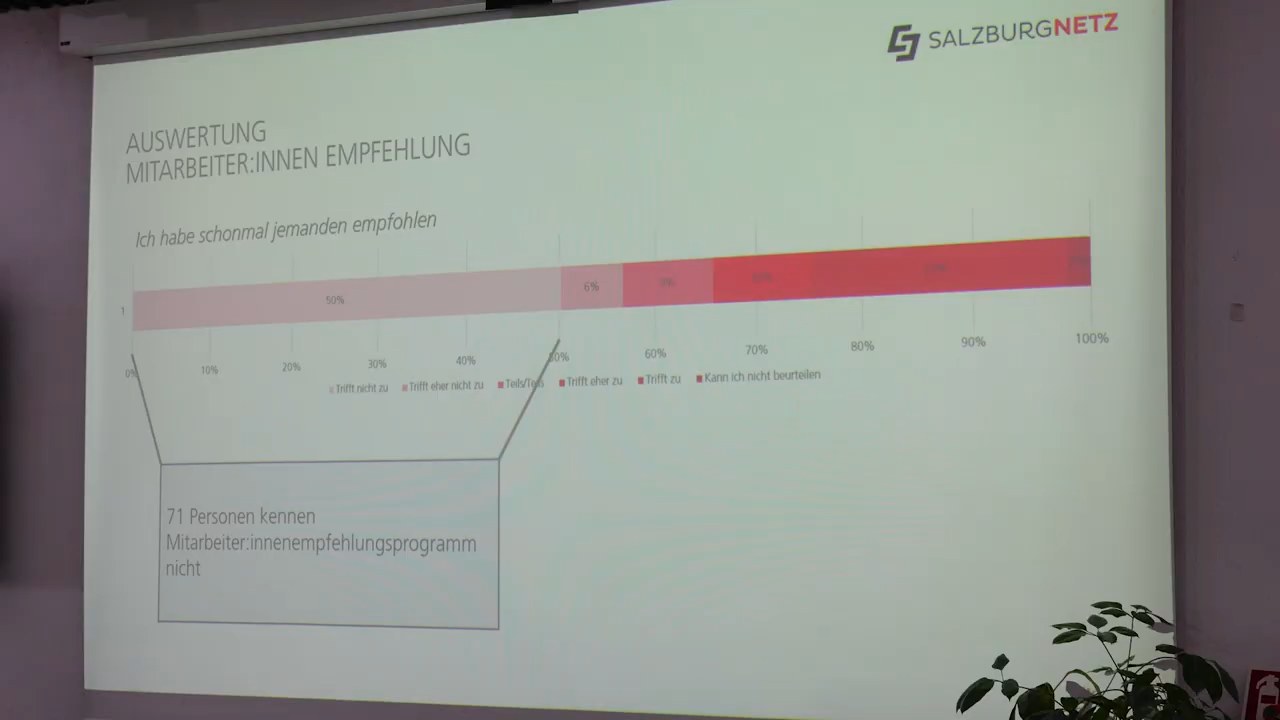 SALZBURGNETZ
AUSWERTUNG
MITARBEITER:INNEN EMPFEHLUNG
Ich habe schonmal jemanden empfohlen
1
50%
6%
0%
10%
20%
30%
40%
50%
60%
70%
80%
90%
100%
Trifft nicht zu
Trifft eher nicht zu
Teils/Teils
Trifft eher zu
Trifft zu
Kann ich nicht beurteilen
71 Personen kennen
Mitarbeiter:innenempfehlungsprogramm
nicht